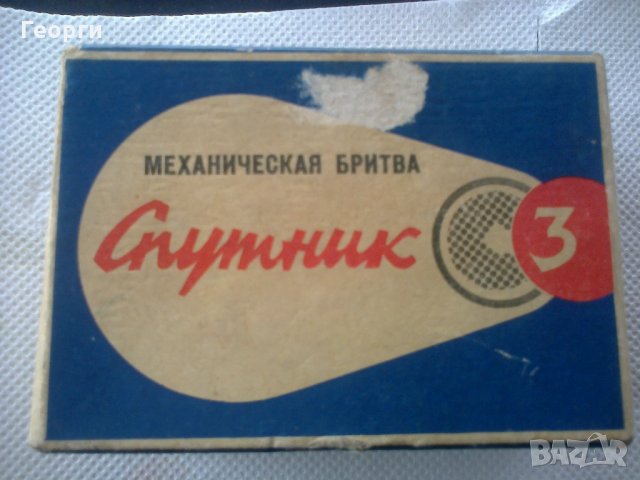 Георги
МЕХАНИЧЕСКАЯ БРИТВА
Спутник
3
BAZAR